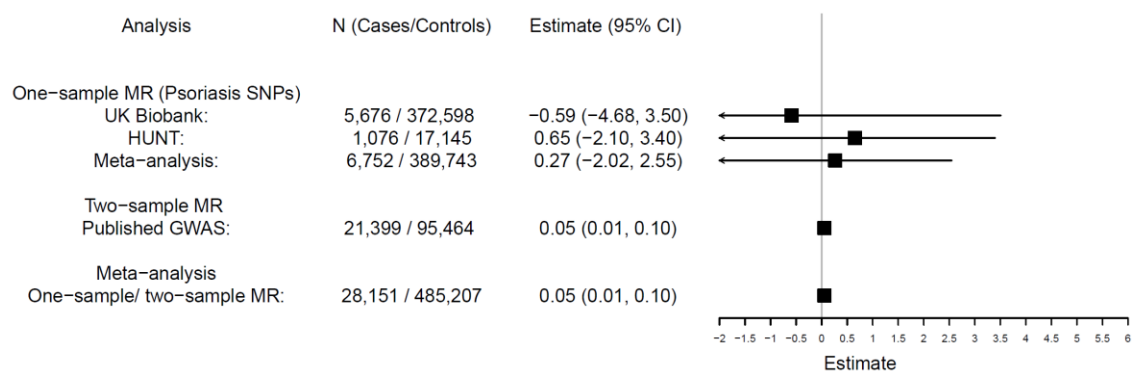 Analysis N (Cases/Controls) Estimate (95% CI)
One−sample MR (Psoriasis SNPs)
UK Biobank: 5,676 / 372,598 −0.59 (−4.68, 3.50)
HUNT: 1,076 / 17,145 0.65 (−2.10, 3.40)
Meta−analysis: 6,752 / 389,743 0.27 (−2.02, 2.55)
Two−sample MR
Published GWAS: 21,399 / 95,464 0.05 (0.01, 0.10)
Meta−analysis
One−sample/ two−sample MR: 28,151 / 485,207 0.05 (0.01, 0.10)
−2 −1.5 −1 −0.5 0 0.5 1 1.5 2 2.5 3 3.5 4 4.5 5 5.5 6
Estimate